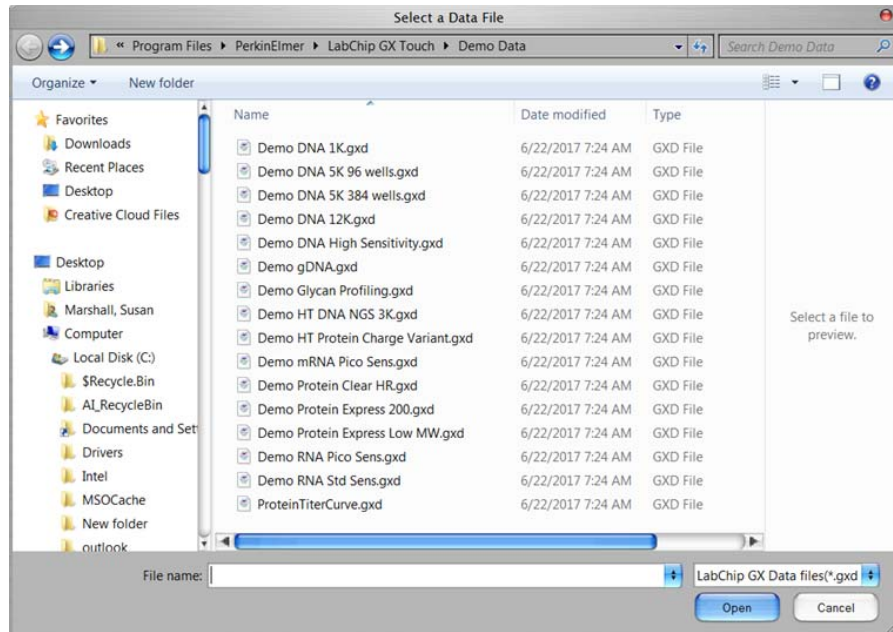 Select a Data File
« Program Files ▸ PerkinElmer ▸ LabChip GX Touch ▸ Demo Data
Search Demo Data
Organize
New folder
Favorites
Downloads
Recent Places
Desktop
Creative Cloud Files
Desktop
Libraries
Marshall, Susan
Computer
Local Disk (C:)
$Recycle.Bin
AI_RecycleBin
Documents and Set
Drivers
Intel
MSOCache
New folder
outlook
Name Date modified Type
Demo DNA 1K.gxd 6/22/2017 7:24 AM GXD File
Demo DNA 5K 96 wells.gxd 6/22/2017 7:24 AM GXD File
Demo DNA 5K 384 wells.gxd 6/22/2017 7:24 AM GXD File
Demo DNA 12K.gxd 6/22/2017 7:24 AM GXD File
Demo DNA High Sensitivity.gxd 6/22/2017 7:24 AM GXD File
Demo gDNA.gxd 6/22/2017 7:24 AM GXD File
Demo Glycan Profiling.gxd 6/22/2017 7:24 AM GXD File
Demo HT DNA NGS 3K.gxd 6/22/2017 7:24 AM GXD File
Demo HT Protein Charge Variant.gxd 6/22/2017 7:24 AM GXD File
Demo mRNA Pico Sens.gxd 6/22/2017 7:24 AM GXD File
Demo Protein Clear HR.gxd 6/22/2017 7:24 AM GXD File
Demo Protein Express 200.gxd 6/22/2017 7:24 AM GXD File
Demo Protein Express Low MW.gxd 6/22/2017 7:24 AM GXD File
Demo RNA Pico Sens.gxd 6/22/2017 7:24 AM GXD File
Demo RNA Std Sens.gxd 6/22/2017 7:24 AM GXD File
ProteinTiterCurve.gxd 6/22/2017 7:24 AM GXD File
Select a file to
preview.
File name:
LabChip GX Data files(*.gxd
Open
Cancel